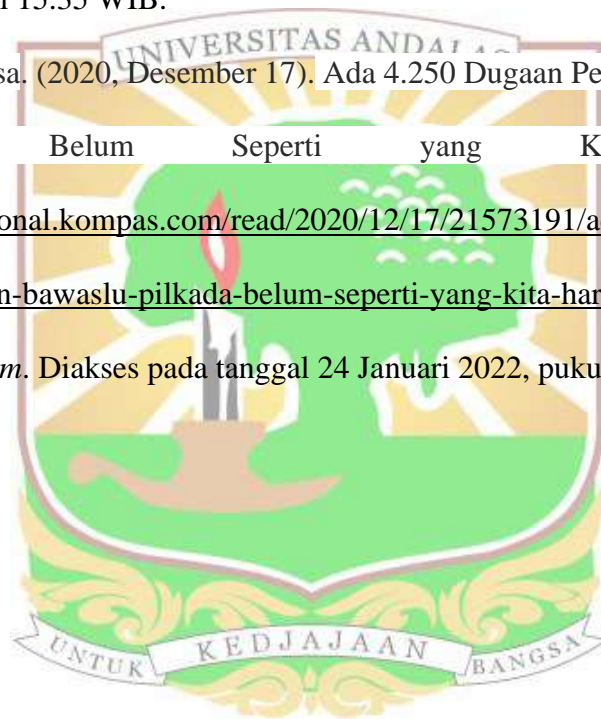 15.35 WIB.
UNIVERSITAS ANDALAS
sa. (2020, Desember 17). Ada 4.250 Dugaan Pe
Belum Seperti yang K
onal.kompas.com/read/2020/12/17/21573191/a
n-bawaslu-pilkada-belum-seperti-yang-kita-har
m. Diakses pada tanggal 24 Januari 2022, puku
UNTUK KEDJAJAAN BANGSA